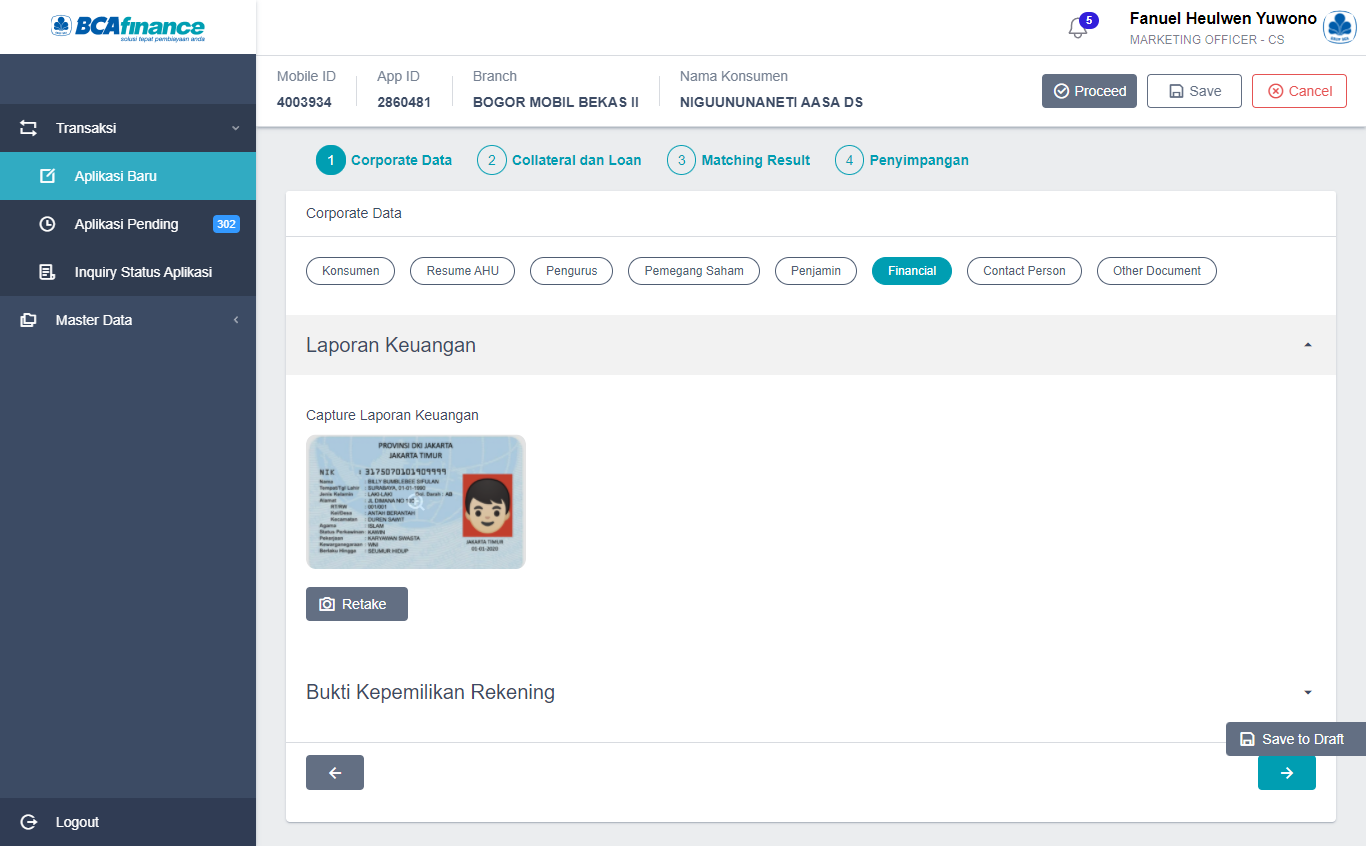 BCAfinance
solusi tepat pembiayaan anda
5
Fanuel Heulwen Yuwono
MARKETING OFFICER - CS
Mobile ID
4003934
App ID
2860481
Branch
BOGOR MOBIL BEKAS II
Nama Konsumen
NIGUUNUNANETI AASA DS
Proceed
Save
Cancel
Transaksi
Aplikasi Baru
Aplikasi Pending 302
Inquiry Status Aplikasi
Master Data
Logout
1 Corporate Data
2 Collateral dan Loan
3 Matching Result
4 Penyimpangan
Corporate Data
Konsumen
Resume AHU
Pengurus
Pemegang Saham
Penjamin
Financial
Contact Person
Other Document
Laporan Keuangan
Capture Laporan Keuangan
PROVINSI DKI JAKARTA
JAKARTA TIMUR
NIK : 3175070101909999
Nama : BILLY BUMBLEBEE SIFULAN
Tempat/Tgl Lahir : SURABAYA, 01-01-1990
Jenis Kelamin : LAKI-LAKI Gol. Darah : AB
Alamat : JL DIMANA NO
RT/RW : 001/001
Kel/Desa : ANTAH BERANTAH
Kecamatan : DUREN SAWIT
Agama : ISLAM
Status Perkawinan : KAWIN
Pekerjaan : KARYAWAN SWASTA
Kewarganegaraan : WNI
Berlaku Hingga : SEUMUR HIDUP
JAKARTA TIMUR
Retake
Bukti Kepemilikan Rekening
Save to Draft